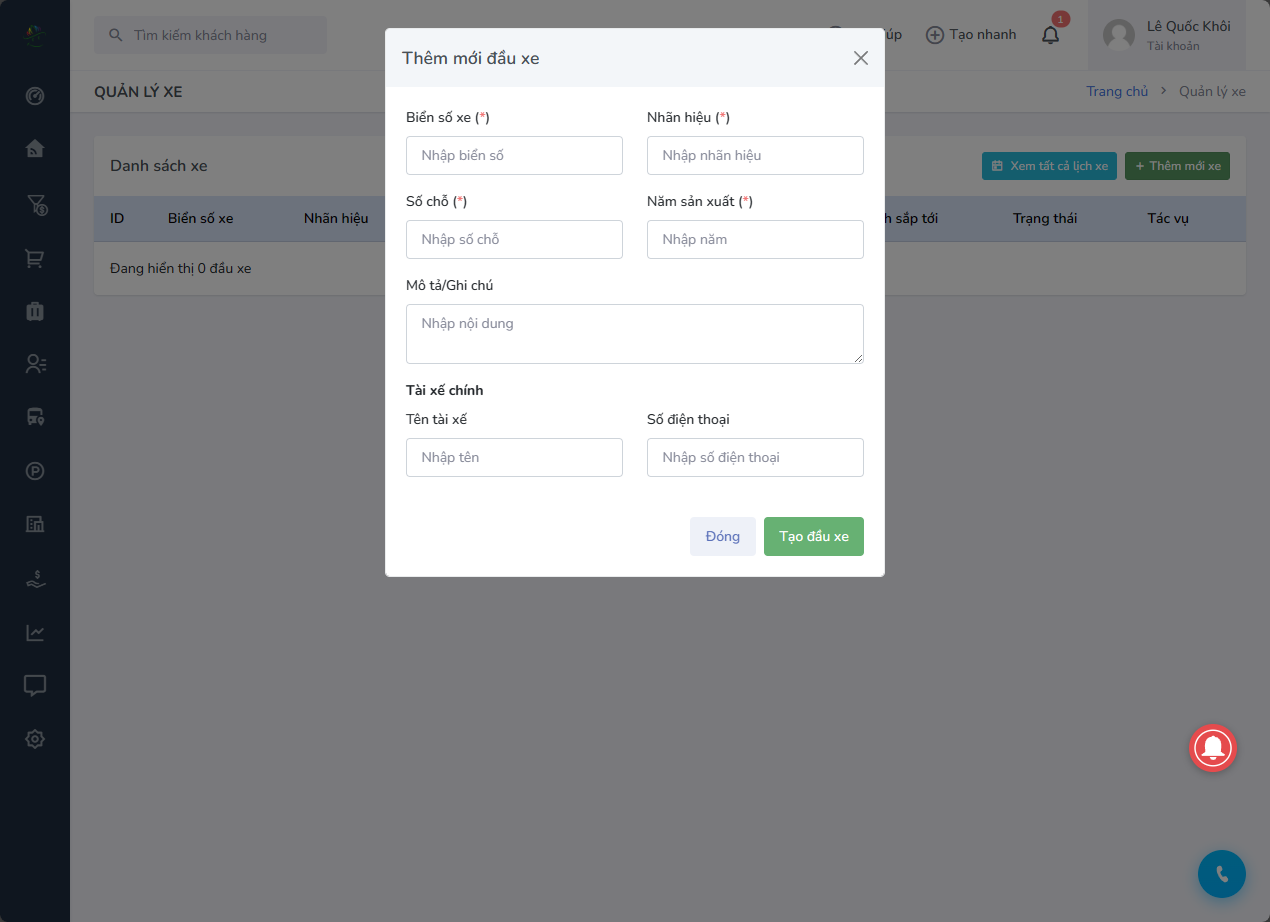 Tìm kiếm khách hàng
Tạo nhanh
1
Lê Quốc Khôi
Tài khoản
QUẢN LÝ XE
Trang chủ > Quản lý xe
Danh sách xe
Xem tất cả lịch xe
+ Thêm mới xe
ID
Biển số xe
Nhãn hiệu
sắp tới
Trạng thái
Tác vụ
Đang hiển thị 0 đầu xe
Thêm mới đầu xe
Biển số xe (*)
Nhãn hiệu (*)
Nhập biển số
Nhập nhãn hiệu
Số chỗ (*)
Năm sản xuất (*)
Nhập số chỗ
Nhập năm
Mô tả/Ghi chú
Nhập nội dung
Tài xế chính
Tên tài xế
Số điện thoại
Nhập tên
Nhập số điện thoại
Đóng
Tạo đầu xe